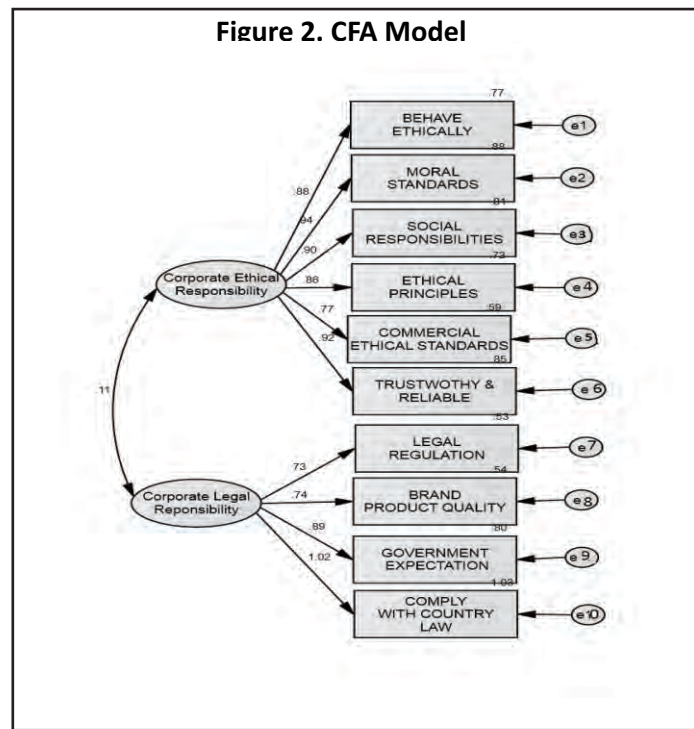 Figure 2. CFA Model
.77
BEHAVE
ETHICALLY
e1
.88
MORAL
STANDARDS
e2
.81
SOCIAL
RESPONSIBILITIES
e3
.73
ETHICAL
PRINCIPLES
e4
.59
COMMERCIAL
ETHICAL STANDARDS
e5
.85
TRUSTWOTHY &
RELIABLE
e6
.53
LEGAL
REGULATION
e7
.54
BRAND
PRODUCT QUALITY
e8
.80
GOVERNMENT
EXPECTATION
e9
1.03
COMPLY
WITH COUNTRY
LAW
e10
.88
.94
.90
.86
.77
.92
Corporate Ethical
Responsibility
.11
Corporate Legal
Reponsibility
.73
.74
.89
1.02